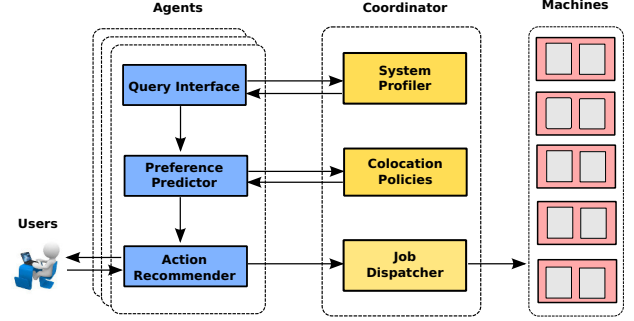 Agents
Coordinator
Machines
Query Interface
System
Profiler
Preference
Predictor
Colocation
Policies
Users
Action
Recommender
Job
Dispatcher